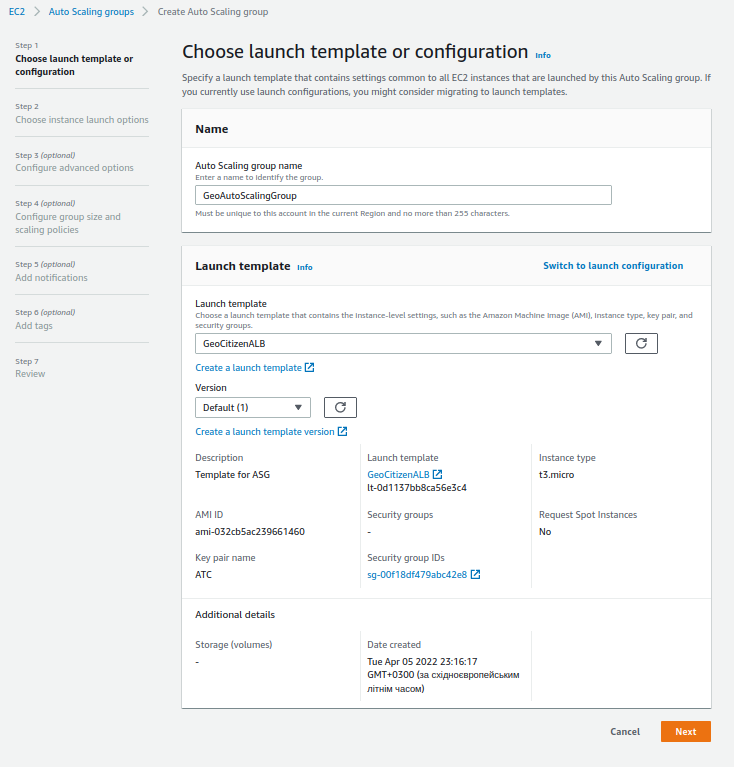 EC2 > Auto Scaling groups > Create Auto Scaling group
Step 1
Choose launch template or
configuration
Step 2
Choose instance launch options
Step 3 (optional)
Configure advanced options
Step 4 (optional)
Configure group size and
scaling policies
Step 5 (optional)
Add notifications
Step 6 (optional)
Add tags
Step 7
Review
Choose launch template or configuration Info
Specify a launch template that contains settings common to all EC2 instances that are launched by this Auto Scaling group. If
you currently use launch configurations, you might consider migrating to launch templates.
Name
Auto Scaling group name
Enter a name to identify the group.
GeoAutoScalingGroup
Must be unique to this account in the current Region and no more than 255 characters.
Launch template Info
Switch to launch configuration
Launch template
Choose a launch template that contains the instance-level settings, such as the Amazon Machine Image (AMI), instance type, key pair, and
security groups.
GeoCitizenALB
Create a launch template
Version
Default (1)
Create a launch template version
Description
Template for ASG
Launch template
GeoCitizenALB
lt-0d1137bb8ca56e3c4
Instance type
t3.micro
AMI ID
ami-032cb5ac239661460
Security groups
-
Request Spot Instances
No
Key pair name
ATC
Security group IDs
sg-00f18df479abc42e8
Additional details
Storage (volumes)
-
Date created
Tue Apr 05 2022 23:16:17
GMT+0300 (за східноєвропейським
літнім часом)
Cancel
Next